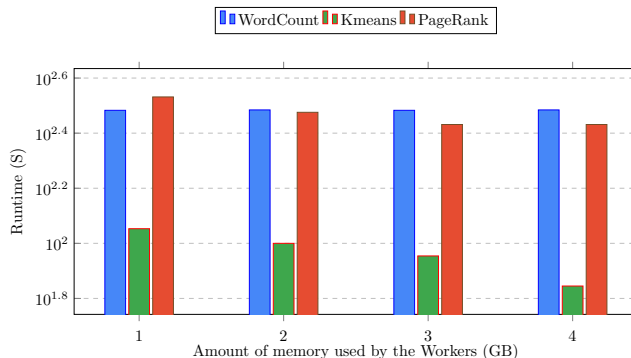 WordCount Kmeans PageRank
10^2.6
10^2.4
10^2.2
10^2
10^1.8
Runtime (S)
1 2 3 4
Amount of memory used by the Workers (GB)